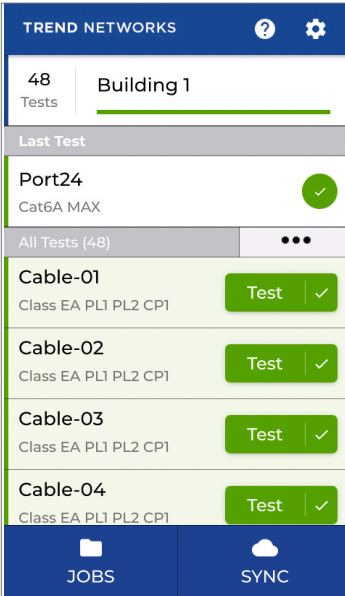 TREND NETWORKS
48
Tests
Building 1
Last Test
Port24
Cat6A MAX
All Tests (48)
Cable-01
Class EA PL1 PL2 CP1
Test
Cable-02
Class EA PL1 PL2 CP1
Test
Cable-03
Class EA PL1 PL2 CP1
Test
Cable-04
Class EA PL1 PL2 CP1
Test
JOBS
SYNC